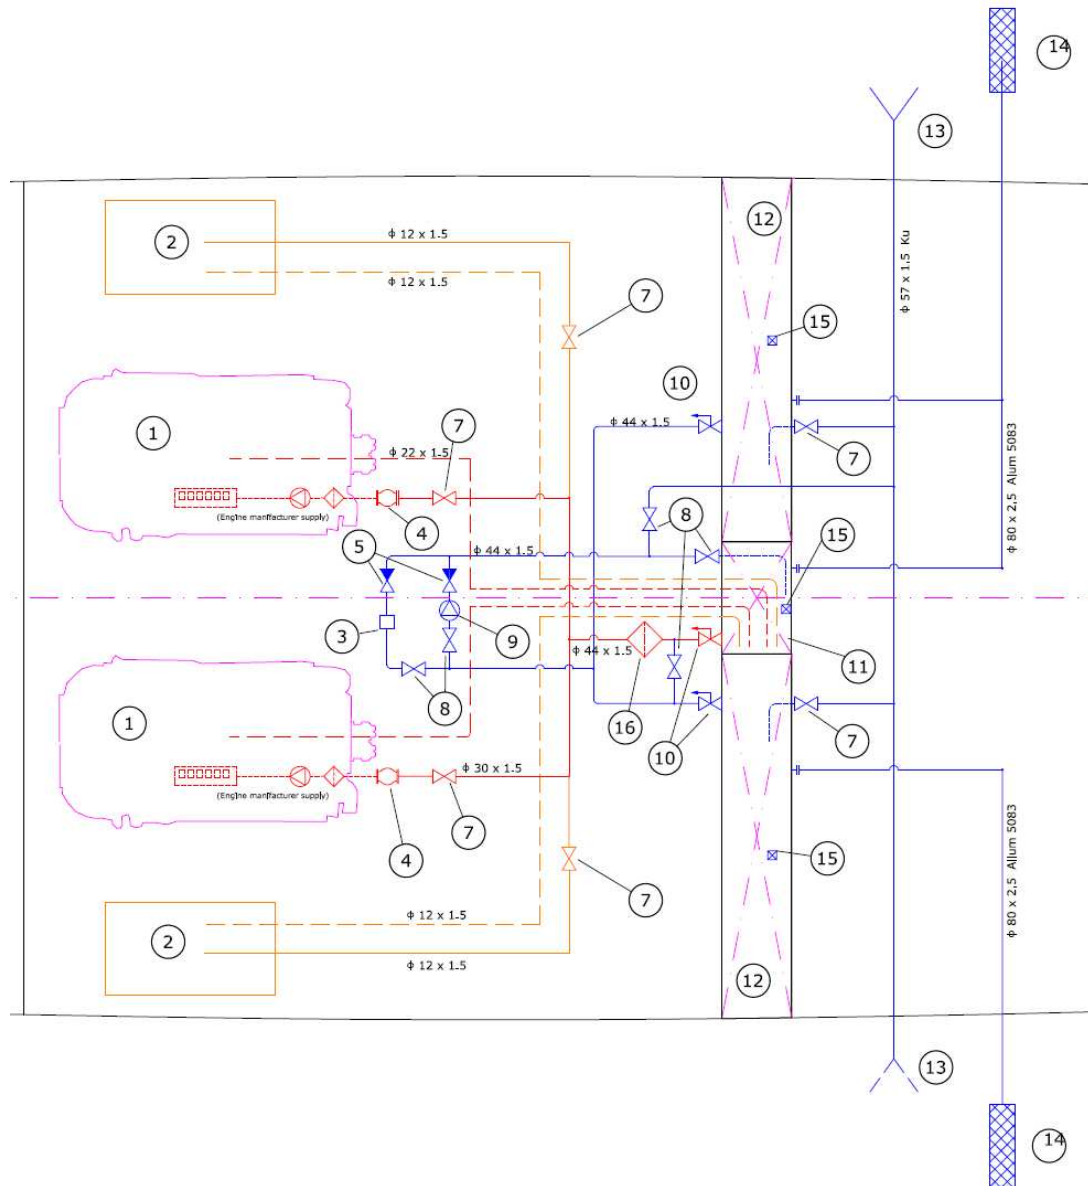 14
13
12
2
ϕ 12 x 1.5
ϕ 12 x 1.5
ϕ 57 x 1.5 Ku
7
15
10
ϕ 44 x 1.5
1
7
ϕ 22 x 1.5
7
ϕ 80 x 2,5 Alum 5083
(Engine manffacturer supply)
4
8
5
ϕ 44 x 1.5
15
3
9
ϕ 44 x 1.5
11
1
8
16
10
7
ϕ 30 x 1.5
(Engine manffacturer supply)
4
7
15
7
ϕ 80 x 2,5 Allum 5083
ϕ 12 x 1.5
2
ϕ 12 x 1.5
12
13
14